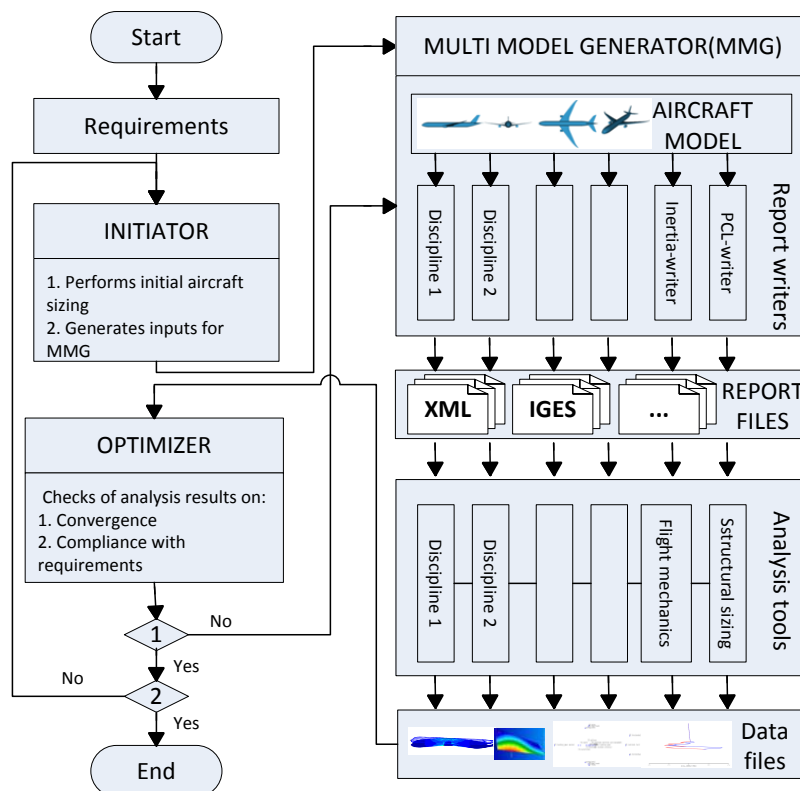 Start
Requirements
INITIATOR
1. Performs initial aircraft
sizing
2. Generates inputs for
MMG
OPTIMIZER
Checks of analysis results on:
1. Convergence
2. Compliance with
requirements
1
No
Yes
2
No
Yes
End
MULTI MODEL GENERATOR(MMG)
AIRCRAFT
MODEL
Discipline 1
Discipline 2
Inertia-writer
PCL-writer
Report writers
XML
IGES
...
REPORT
FILES
Discipline 1
Discipline 2
Flight mechanics
Sstructural sizing
Analysis tools
Data
files